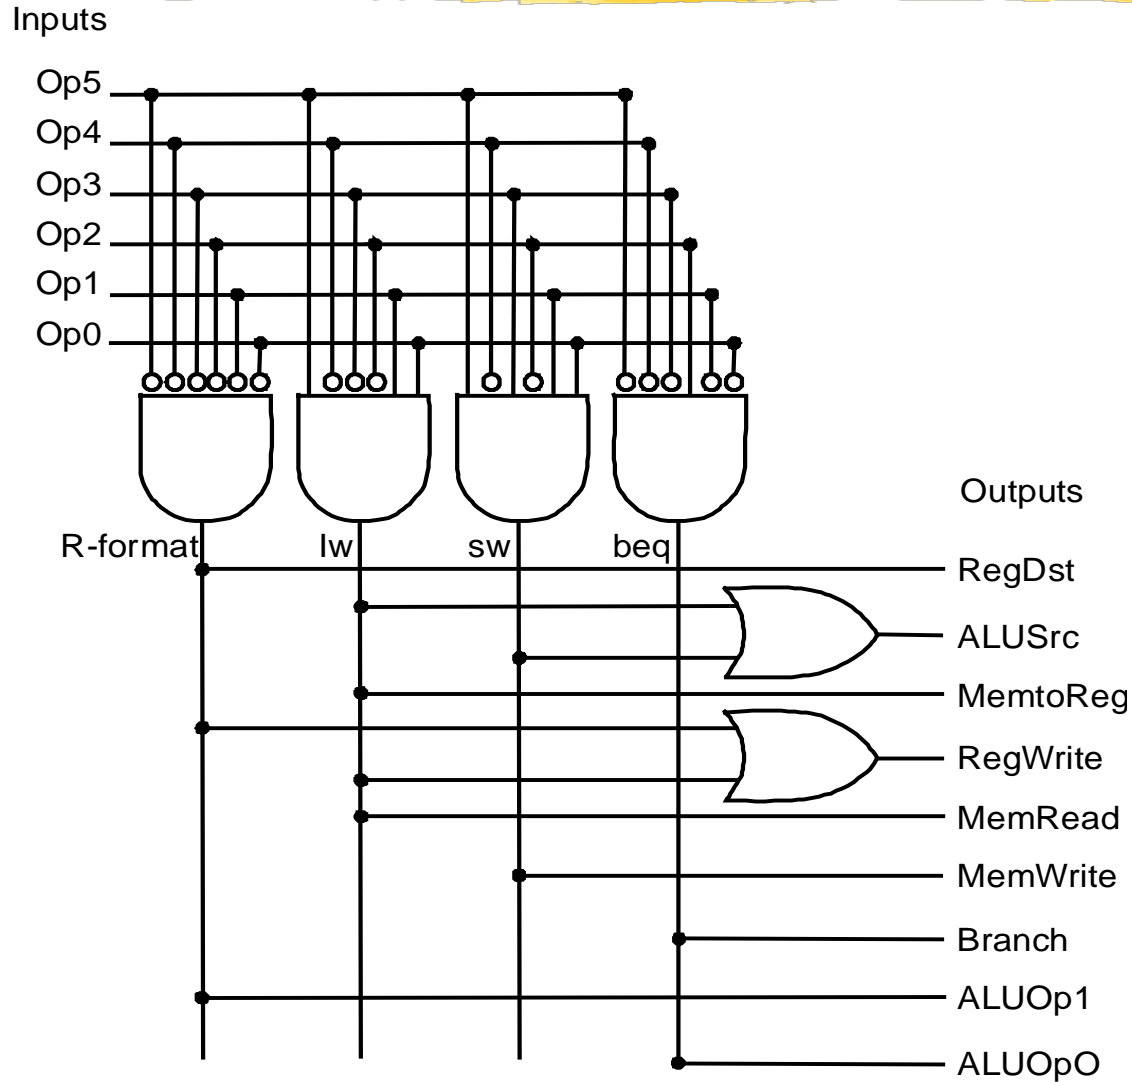 Inputs
Op5
Op4
Op3
Op2
Op1
Op0
Outputs
R-format lw sw beq
RegDst
ALUSrc
MemtoReg
RegWrite
MemRead
MemWrite
Branch
ALUOp1
ALUOpO